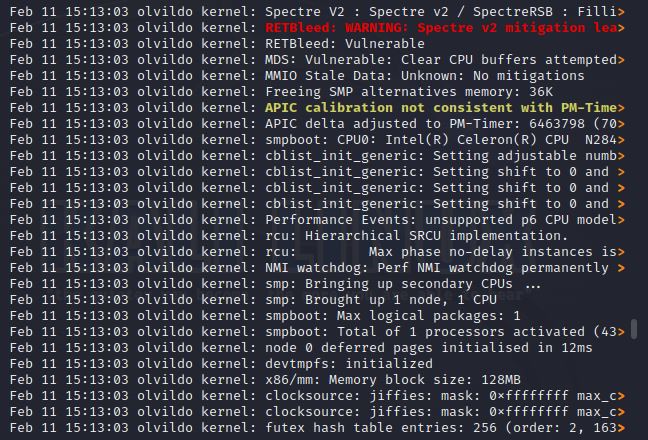 Feb 11 15:13:03 olvildo kernel: Spectre V2 : Spectre v2 / SpectreRSB : Filli>
Feb 11 15:13:03 olvildo kernel: RETBleed: WARNING: Spectre v2 mitigation lea>
Feb 11 15:13:03 olvildo kernel: RETBleed: Vulnerable
Feb 11 15:13:03 olvildo kernel: MDS: Vulnerable: Clear CPU buffers attempted>
Feb 11 15:13:03 olvildo kernel: MMIO Stale Data: Unknown: No mitigations
Feb 11 15:13:03 olvildo kernel: Freeing SMP alternatives memory: 36K
Feb 11 15:13:03 olvildo kernel: APIC calibration not consistent with PM-Time>
Feb 11 15:13:03 olvildo kernel: APIC delta adjusted to PM-Timer: 6463798 (70>
Feb 11 15:13:03 olvildo kernel: smpboot: CPU0: Intel(R) Celeron(R) CPU  N284>
Feb 11 15:13:03 olvildo kernel: cblist_init_generic: Setting adjustable numb>
Feb 11 15:13:03 olvildo kernel: cblist_init_generic: Setting shift to 0 and >
Feb 11 15:13:03 olvildo kernel: cblist_init_generic: Setting shift to 0 and >
Feb 11 15:13:03 olvildo kernel: cblist_init_generic: Setting shift to 0 and >
Feb 11 15:13:03 olvildo kernel: Performance Events: unsupported p6 CPU model>
Feb 11 15:13:03 olvildo kernel: rcu: Hierarchical SRCU implementation.
Feb 11 15:13:03 olvildo kernel: rcu:         Max phase no-delay instances is>
Feb 11 15:13:03 olvildo kernel: NMI watchdog: Perf NMI watchdog permanently >
Feb 11 15:13:03 olvildo kernel: smp: Bringing up secondary CPUs ...
Feb 11 15:13:03 olvildo kernel: smp: Brought up 1 node, 1 CPU
Feb 11 15:13:03 olvildo kernel: smpboot: Max logical packages: 1
Feb 11 15:13:03 olvildo kernel: smpboot: Total of 1 processors activated (43>
Feb 11 15:13:03 olvildo kernel: node 0 deferred pages initialised in 12ms
Feb 11 15:13:03 olvildo kernel: devtmpfs: initialized
Feb 11 15:13:03 olvildo kernel: x86/mm: Memory block size: 128MB
Feb 11 15:13:03 olvildo kernel: clocksource: jiffies: mask: 0xffffffff max_c>
Feb 11 15:13:03 olvildo kernel: clocksource: jiffies: mask: 0xffffffff max_c>
Feb 11 15:13:03 olvildo kernel: futex hash table entries: 256 (order: 2, 163>